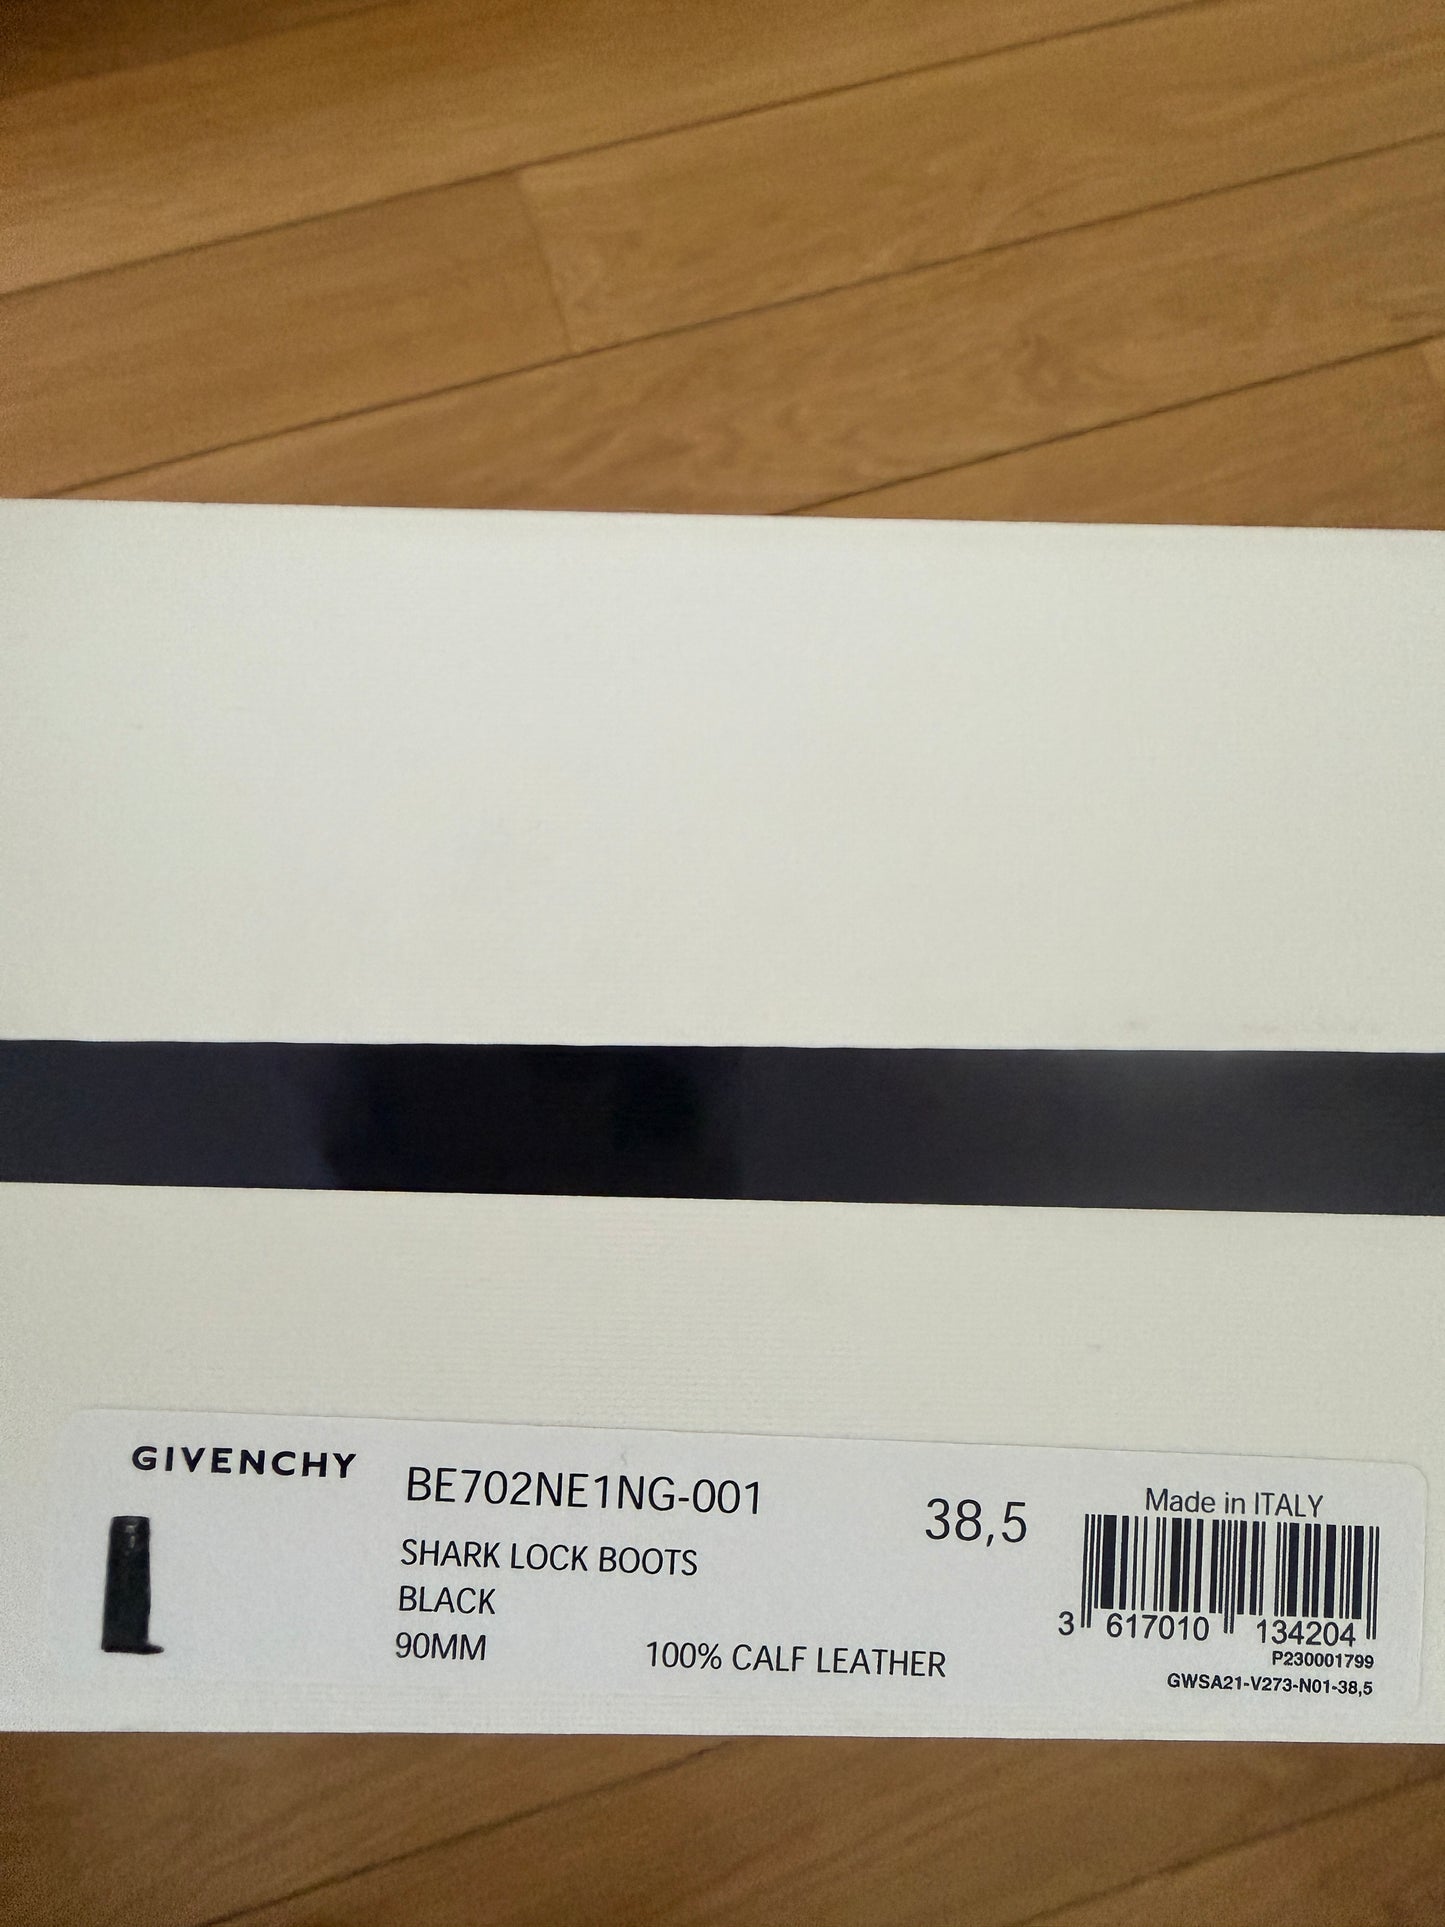 GIVENCHY
BE702NE1NG-001
38,5
SHARK LOCK BOOTS
BLACK
90MM
100% CALF LEATHER
Made in ITALY
3 617010 134204
P230001799
GWSA21-V273-N01-38,5